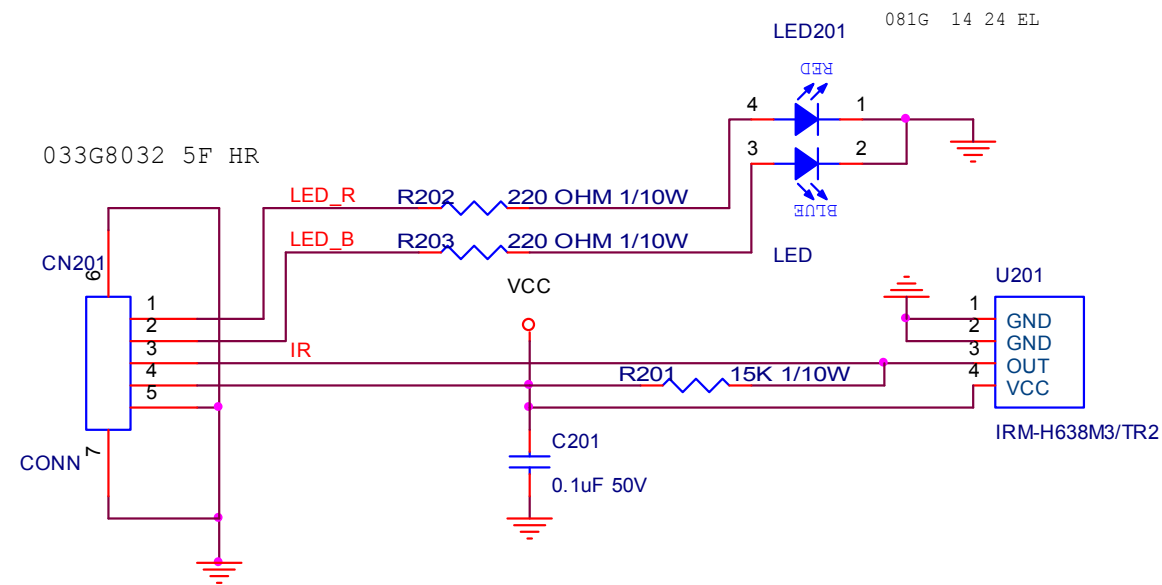 081G 14 24 EL
LED201
RED
4 1
3 2
BLUE
LED
033G8032 5F HR
LED_R R202 220 OHM 1/10W
LED_B R203 220 OHM 1/10W
CN201
6
1
2
3
4
5
7
CONN
VCC
IR
R201 15K 1/10W
C201
0.1uF 50V
U201
1 GND
2 GND
3 OUT
4 VCC
IRM-H638M3/TR2